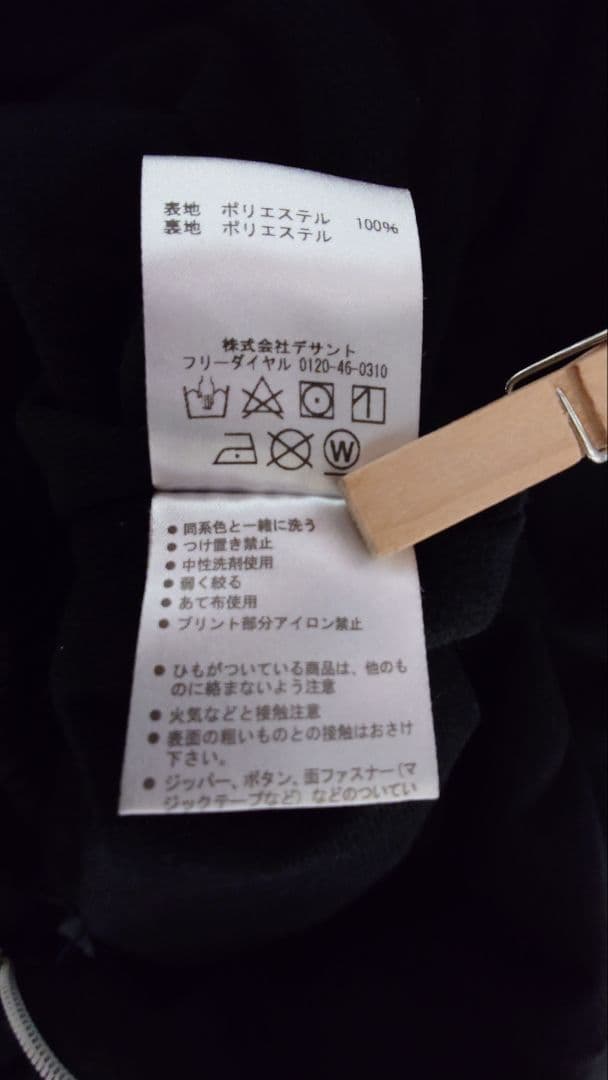 表地 ポリエステル
裏地 ポリエステル 100%
株式会社デサント
フリーダイヤル 0120-46-0310
W
● 同系色と一緒に洗う
● つけ置き禁止
● 中性洗剤使用
● 弱く絞る
● あて布使用
● プリント部分アイロン禁止
● ひもがついている商品は、他のも
のに絡まないよう注意
● 火気などと接触注意
● 表面の粗いものとの接触はおさけ
下さい。
● ジッパー、ボタン、面ファスナー(マ
ジックテープなど)などのついてい